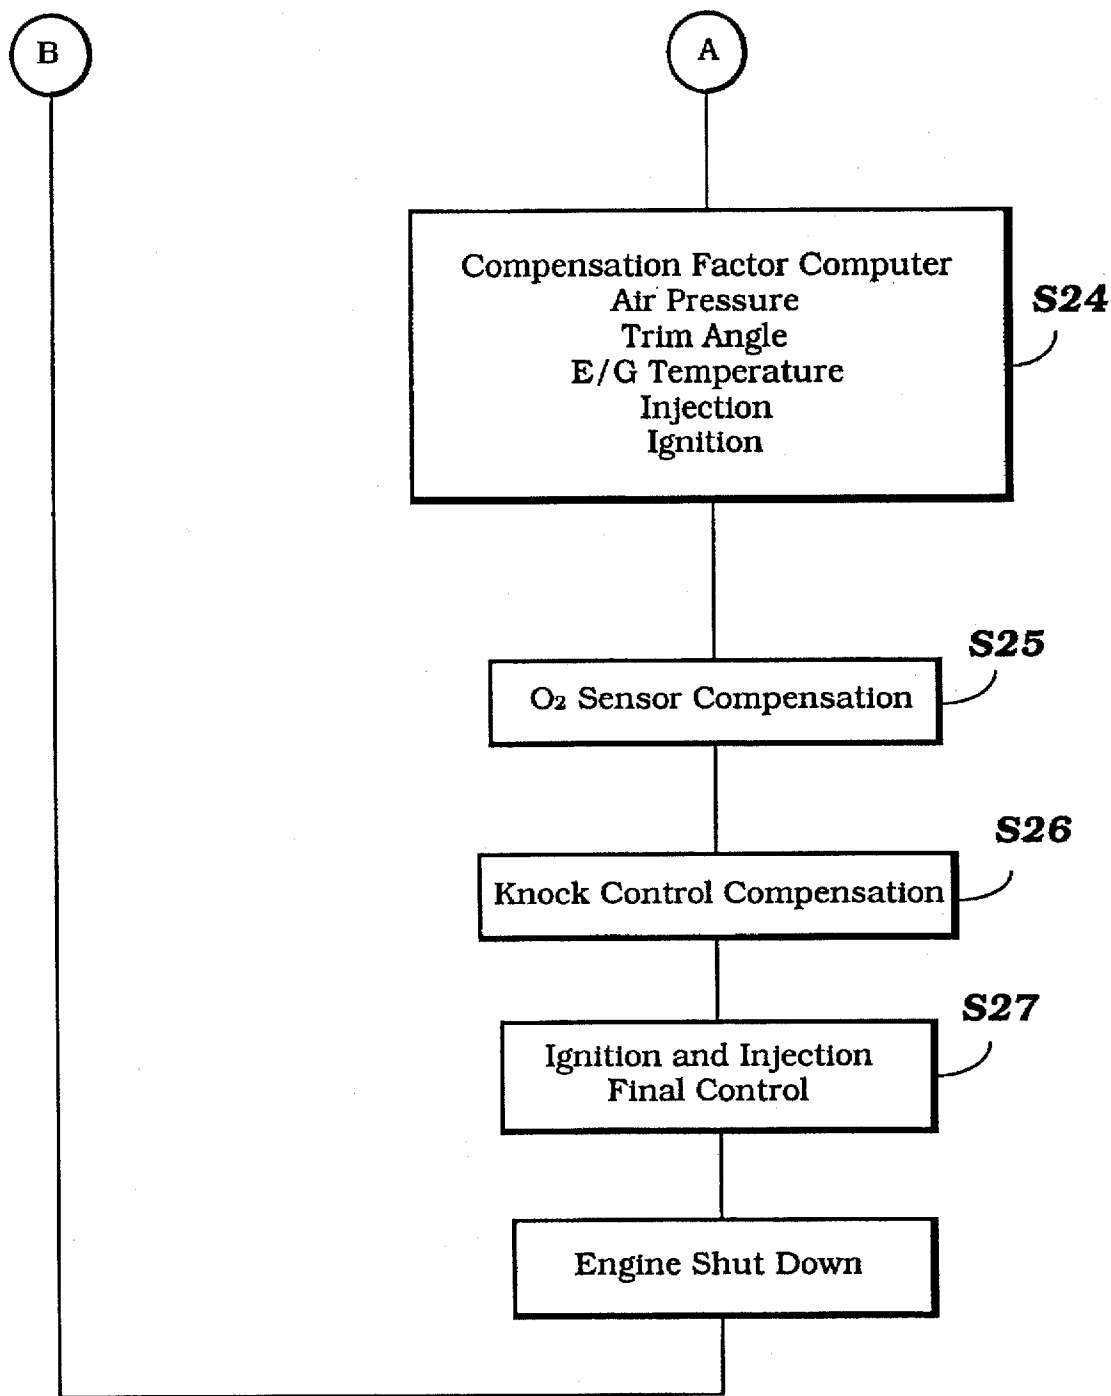 B
A
Compensation Factor Computer
Air Pressure
Trim Angle
E/G Temperature
Injection
Ignition
S24
O₂ Sensor Compensation
S25
Knock Control Compensation
S26
Ignition and Injection
Final Control
S27
Engine Shut Down